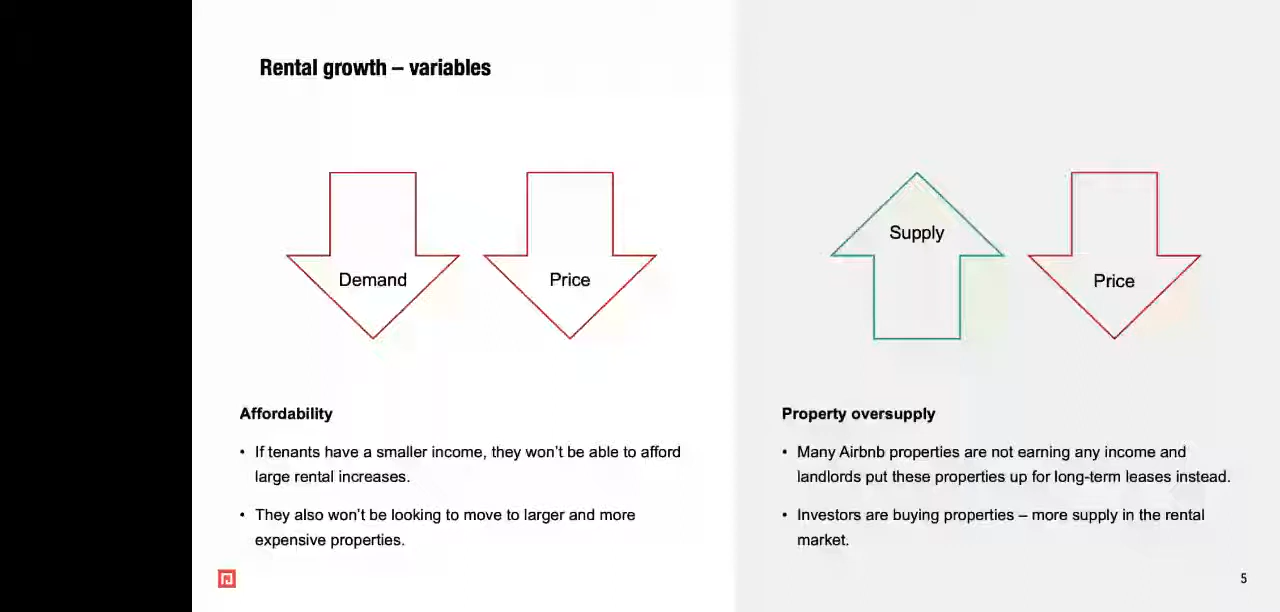 Rental growth – variables
Demand
Price
Supply
Price
Affordability
• If tenants have a smaller income, they won't be able to afford
large rental increases.
• They also won't be looking to move to larger and more
expensive properties.
Property oversupply
• Many Airbnb properties are not earning any income and
landlords put these properties up for long-term leases instead.
• Investors are buying properties – more supply in the rental
market.
5